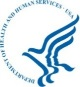 DEPARTMENT OF HEALTH AND HUMAN SERVICES • USA